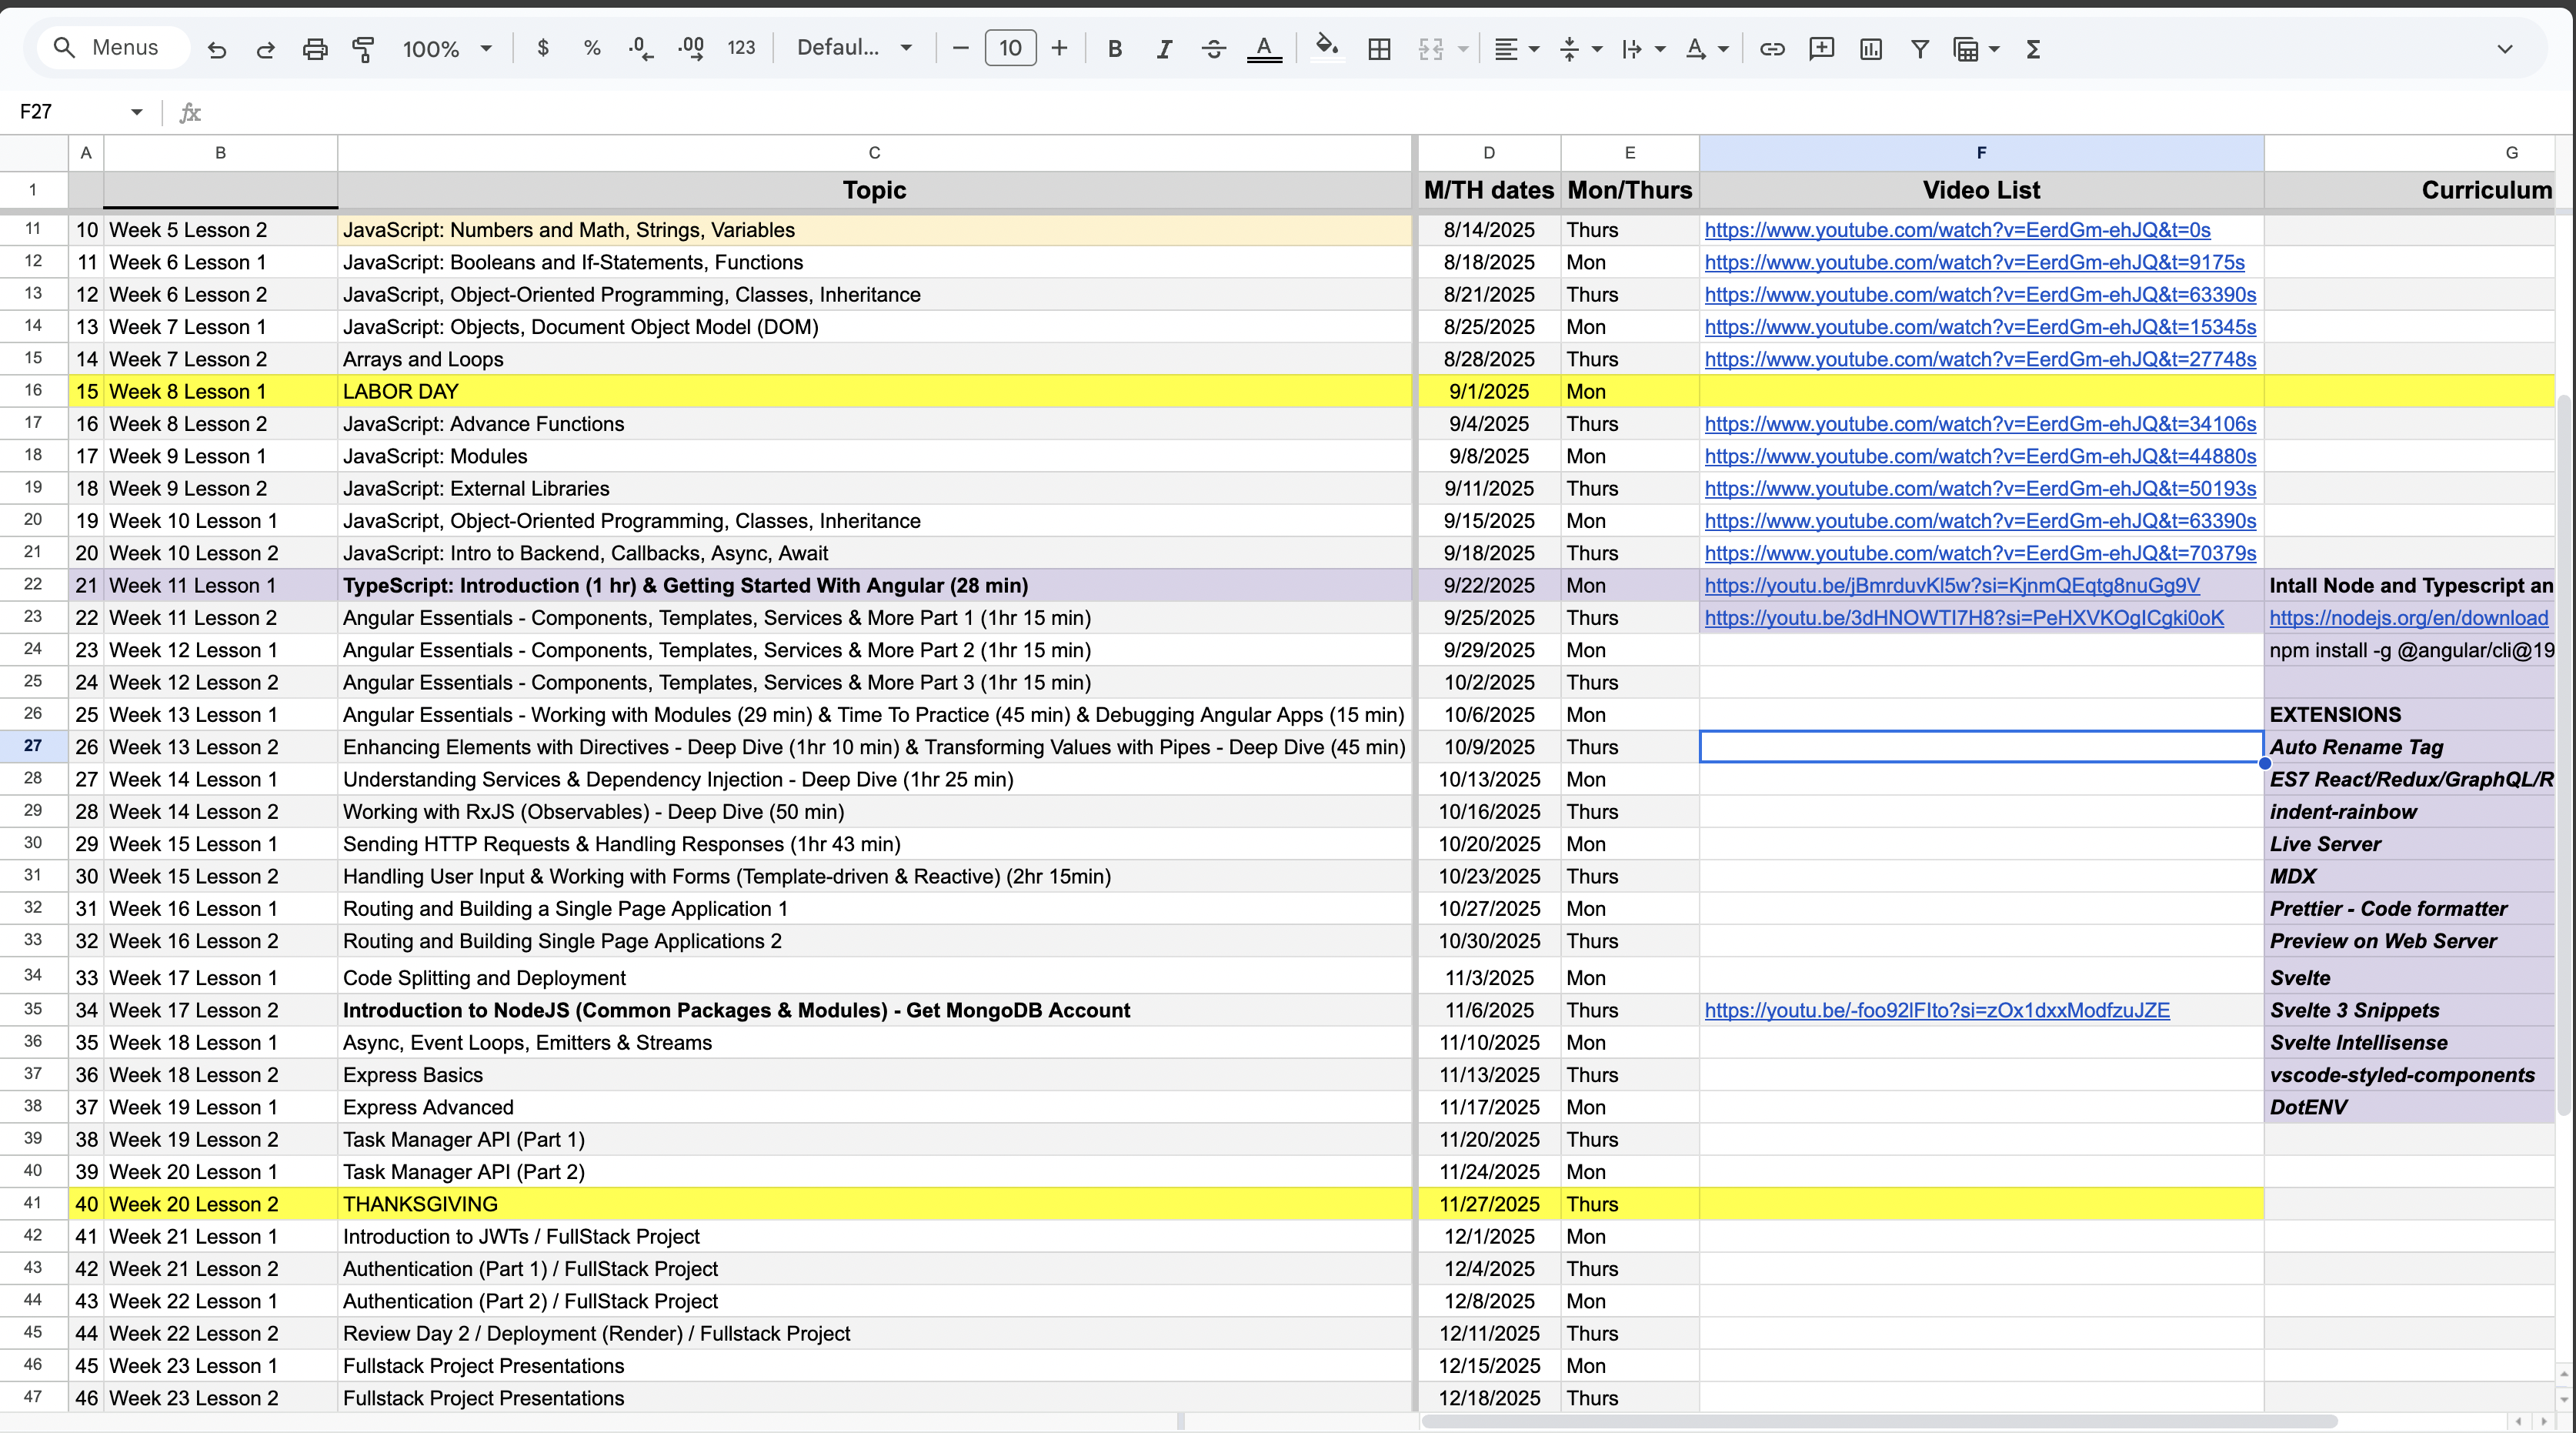 Menus 100% $ % .0 .00 123 Defaul... 10 B I S A A Σ
F27 fx
A B C D E F G
1 Topic M/TH dates Mon/Thurs Video List Curriculum
11 10 Week 5 Lesson 2 JavaScript: Numbers and Math, Strings, Variables 8/14/2025 Thurs https://www.youtube.com/watch?v=EerdGm-ehJQ&t=0s
12 11 Week 6 Lesson 1 JavaScript: Booleans and If-Statements, Functions 8/18/2025 Mon https://www.youtube.com/watch?v=EerdGm-ehJQ&t=9175s
13 12 Week 6 Lesson 2 JavaScript, Object-Oriented Programming, Classes, Inheritance 8/21/2025 Thurs https://www.youtube.com/watch?v=EerdGm-ehJQ&t=63390s
14 13 Week 7 Lesson 1 JavaScript: Objects, Document Object Model (DOM) 8/25/2025 Mon https://www.youtube.com/watch?v=EerdGm-ehJQ&t=15345s
15 14 Week 7 Lesson 2 Arrays and Loops 8/28/2025 Thurs https://www.youtube.com/watch?v=EerdGm-ehJQ&t=27748s
16 15 Week 8 Lesson 1 LABOR DAY 9/1/2025 Mon
17 16 Week 8 Lesson 2 JavaScript: Advance Functions 9/4/2025 Thurs https://www.youtube.com/watch?v=EerdGm-ehJQ&t=34106s
18 17 Week 9 Lesson 1 JavaScript: Modules 9/8/2025 Mon https://www.youtube.com/watch?v=EerdGm-ehJQ&t=44880s
19 18 Week 9 Lesson 2 JavaScript: External Libraries 9/11/2025 Thurs https://www.youtube.com/watch?v=EerdGm-ehJQ&t=50193s
20 19 Week 10 Lesson 1 JavaScript, Object-Oriented Programming, Classes, Inheritance 9/15/2025 Mon https://www.youtube.com/watch?v=EerdGm-ehJQ&t=63390s
21 20 Week 10 Lesson 2 JavaScript: Intro to Backend, Callbacks, Async, Await 9/18/2025 Thurs https://www.youtube.com/watch?v=EerdGm-ehJQ&t=70379s
22 21 Week 11 Lesson 1 TypeScript: Introduction (1 hr) & Getting Started With Angular (28 min) 9/22/2025 Mon https://youtu.be/jBmrduvKl5w?si=KjnmQEqtg8nuGg9V Intall Node and Typescript an
23 22 Week 11 Lesson 2 Angular Essentials - Components, Templates, Services & More Part 1 (1hr 15 min) 9/25/2025 Thurs https://youtu.be/3dHNOWTI7H8?si=PeHXVKOgICgki0oK https://nodejs.org/en/download
24 23 Week 12 Lesson 1 Angular Essentials - Components, Templates, Services & More Part 2 (1hr 15 min) 9/29/2025 Mon npm install -g @angular/cli@19
25 24 Week 12 Lesson 2 Angular Essentials - Components, Templates, Services & More Part 3 (1hr 15 min) 10/2/2025 Thurs
26 25 Week 13 Lesson 1 Angular Essentials - Working with Modules (29 min) & Time To Practice (45 min) & Debugging Angular Apps (15 min) 10/6/2025 Mon EXTENSIONS
27 26 Week 13 Lesson 2 Enhancing Elements with Directives - Deep Dive (1hr 10 min) & Transforming Values with Pipes - Deep Dive (45 min) 10/9/2025 Thurs Auto Rename Tag
28 27 Week 14 Lesson 1 Understanding Services & Dependency Injection - Deep Dive (1hr 25 min) 10/13/2025 Mon ES7 React/Redux/GraphQL/R
29 28 Week 14 Lesson 2 Working with RxJS (Observables) - Deep Dive (50 min) 10/16/2025 Thurs indent-rainbow
30 29 Week 15 Lesson 1 Sending HTTP Requests & Handling Responses (1hr 43 min) 10/20/2025 Mon Live Server
31 30 Week 15 Lesson 2 Handling User Input & Working with Forms (Template-driven & Reactive) (2hr 15min) 10/23/2025 Thurs MDX
32 31 Week 16 Lesson 1 Routing and Building a Single Page Application 1 10/27/2025 Mon Prettier - Code formatter
33 32 Week 16 Lesson 2 Routing and Building Single Page Applications 2 10/30/2025 Thurs Preview on Web Server
34 33 Week 17 Lesson 1 Code Splitting and Deployment 11/3/2025 Mon Svelte
35 34 Week 17 Lesson 2 Introduction to NodeJS (Common Packages & Modules) - Get MongoDB Account 11/6/2025 Thurs https://youtu.be/-foo92lFIto?si=zOx1dxxModfzuJZE Svelte 3 Snippets
36 35 Week 18 Lesson 1 Async, Event Loops, Emitters & Streams 11/10/2025 Mon Svelte Intellisense
37 36 Week 18 Lesson 2 Express Basics 11/13/2025 Thurs vscode-styled-components
38 37 Week 19 Lesson 1 Express Advanced 11/17/2025 Mon DotENV
39 38 Week 19 Lesson 2 Task Manager API (Part 1) 11/20/2025 Thurs
40 39 Week 20 Lesson 1 Task Manager API (Part 2) 11/24/2025 Mon
41 40 Week 20 Lesson 2 THANKSGIVING 11/27/2025 Thurs
42 41 Week 21 Lesson 1 Introduction to JWTs / FullStack Project 12/1/2025 Mon
43 42 Week 21 Lesson 2 Authentication (Part 1) / FullStack Project 12/4/2025 Thurs
44 43 Week 22 Lesson 1 Authentication (Part 2) / FullStack Project 12/8/2025 Mon
45 44 Week 22 Lesson 2 Review Day 2 / Deployment (Render) / Fullstack Project 12/11/2025 Thurs
46 45 Week 23 Lesson 1 Fullstack Project Presentations 12/15/2025 Mon
47 46 Week 23 Lesson 2 Fullstack Project Presentations 12/18/2025 Thurs